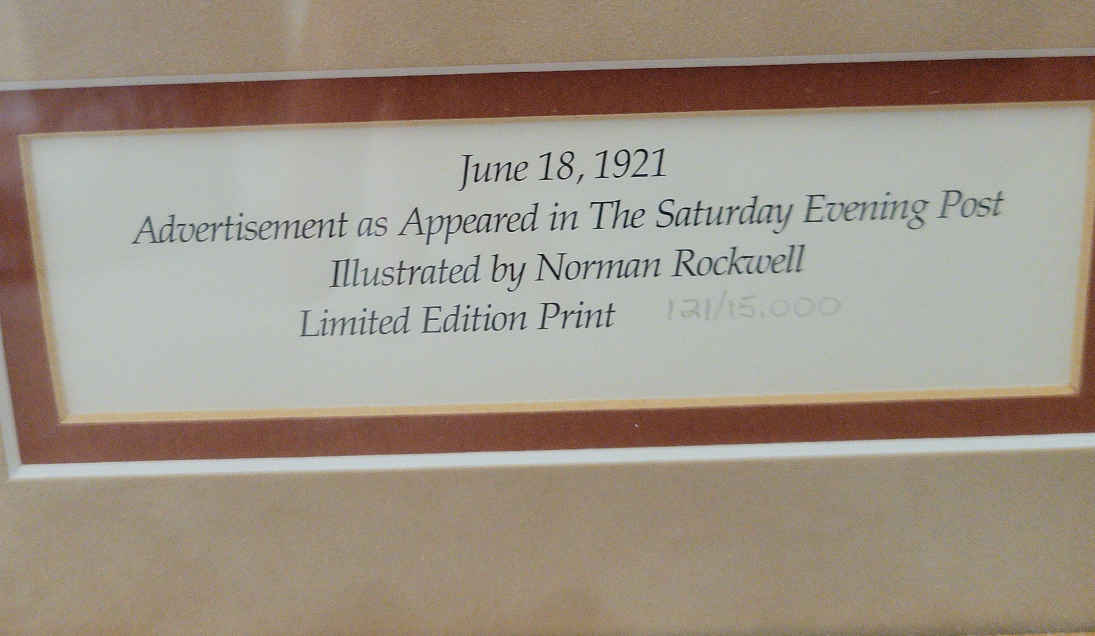 June 18, 1921
Advertisement as Appeared in The Saturday Evening Post
Illustrated by Norman Rockwell
Limited Edition Print 121/15,000